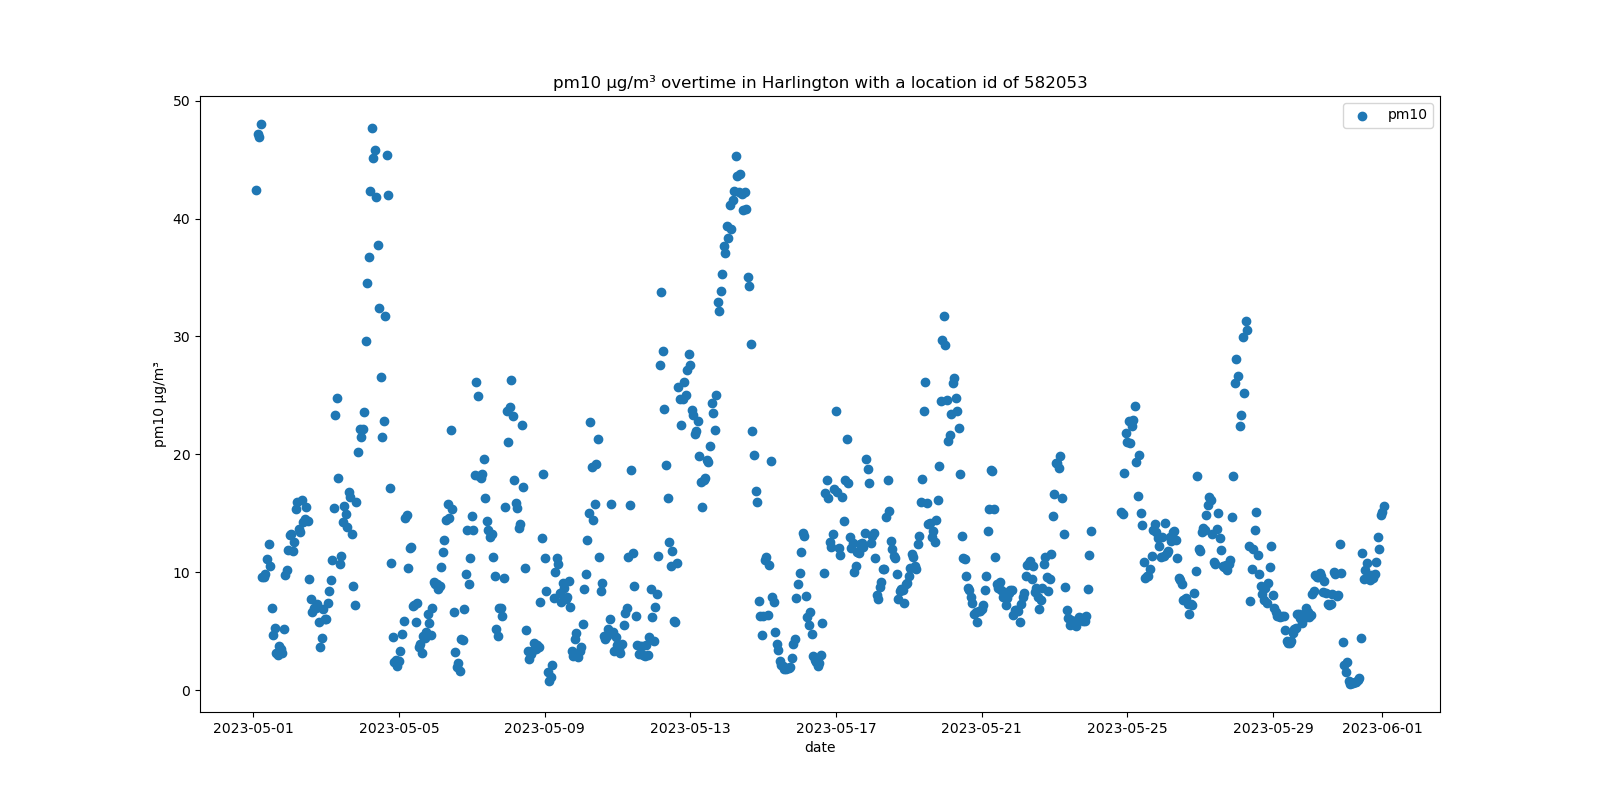 pm10 µg/m³ overtime in Harlington with a location id of 582053
pm10
50
40
30
20
10
0
pm10 µg/m³
2023-05-01 2023-05-05 2023-05-09 2023-05-13 2023-05-17 2023-05-21 2023-05-25 2023-05-29 2023-06-01
date